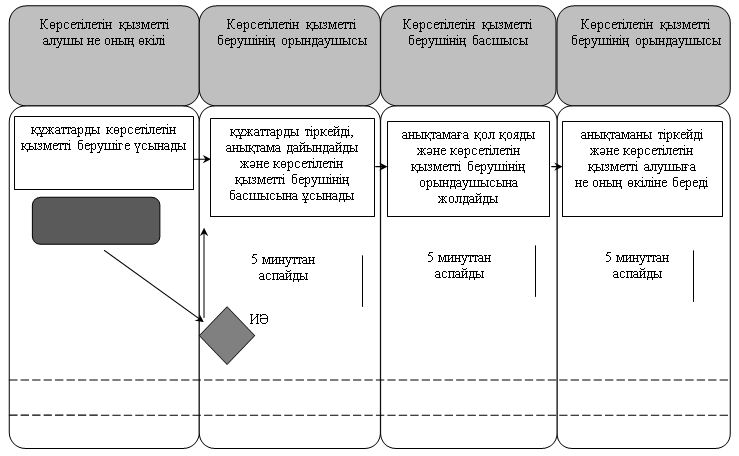 Көрсетілетін қызметті
алушы не оның өкілі
Көрсетілетін қызметті
берушінің орындаушысы
Көрсетілетін қызметті
берушінің басшысы
Көрсетілетін қызметті
берушінің орындаушысы
құжаттарды көрсетілетін
қызметті берушіге ұсынады
құжаттарды тіркейді,
анықтама дайындайды
және көрсетілетін
қызметті берушінің
басшысына ұсынады
анықтамаға қол қояды
және көрсетілетін
қызметті берушінің
орындаушысына
жолдайды
анықтаманы тіркейді
және көрсетілетін
қызметті алушыға
не оның өкіліне береді
5 минуттан
аспайды
5 минуттан
аспайды
5 минуттан
аспайды
ИӘ